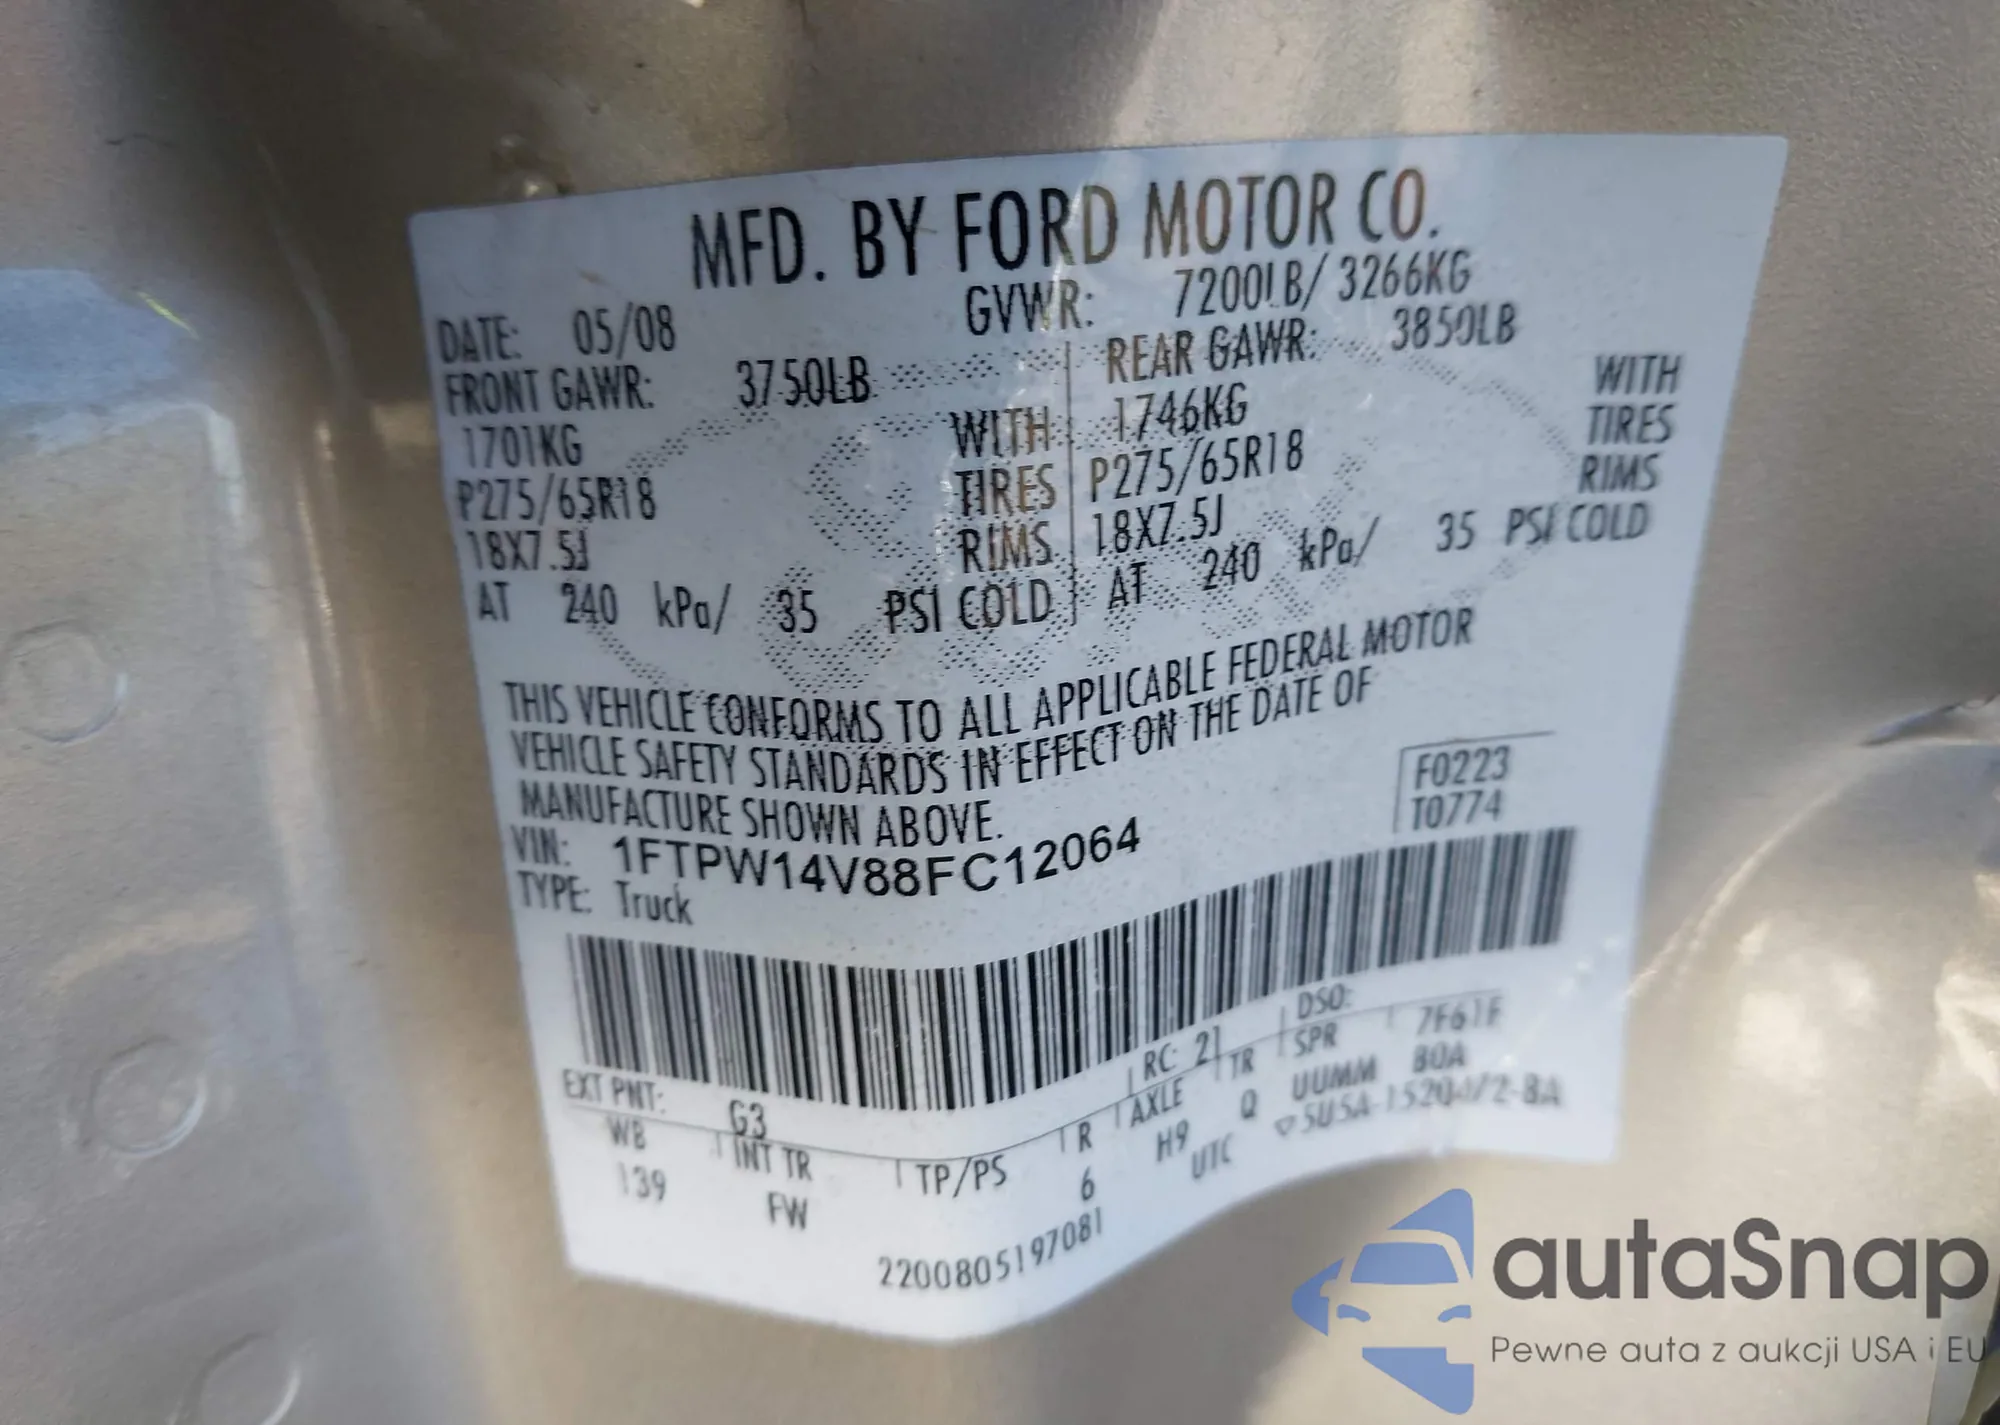 MFD. BY FORD MOTOR CO.
DATE: 05/08 GVWR: 7200LB/ 3266KG
FRONT GAWR: 3750LB REAR GAWR: 3850LB
1701KG WITH 1746KG WITH
P275/65R18 TIRES P275/65R18 TIRES
18X7.5J RIMS 18X7.5J RIMS
AT 240 kPa/ 35 PSI COLD AT 240 kPa/ 35 PSI COLD
THIS VEHICLE CONFORMS TO ALL APPLICABLE FEDERAL MOTOR
VEHICLE SAFETY STANDARDS IN EFFECT ON THE DATE OF
MANUFACTURE SHOWN ABOVE.
F0223
T0774
VIN: 1FTPW14V88FC12064
TYPE: Truck
EXT PNT: G3 RC: 21 DSO: 7F61F
WB INT TR TP/PS R AXLE TR SPR
139 FW 6 H9 Q UUMM BOA
UTC
2200805197081
autaSnap
Pewne auta z aukcji USA i EU